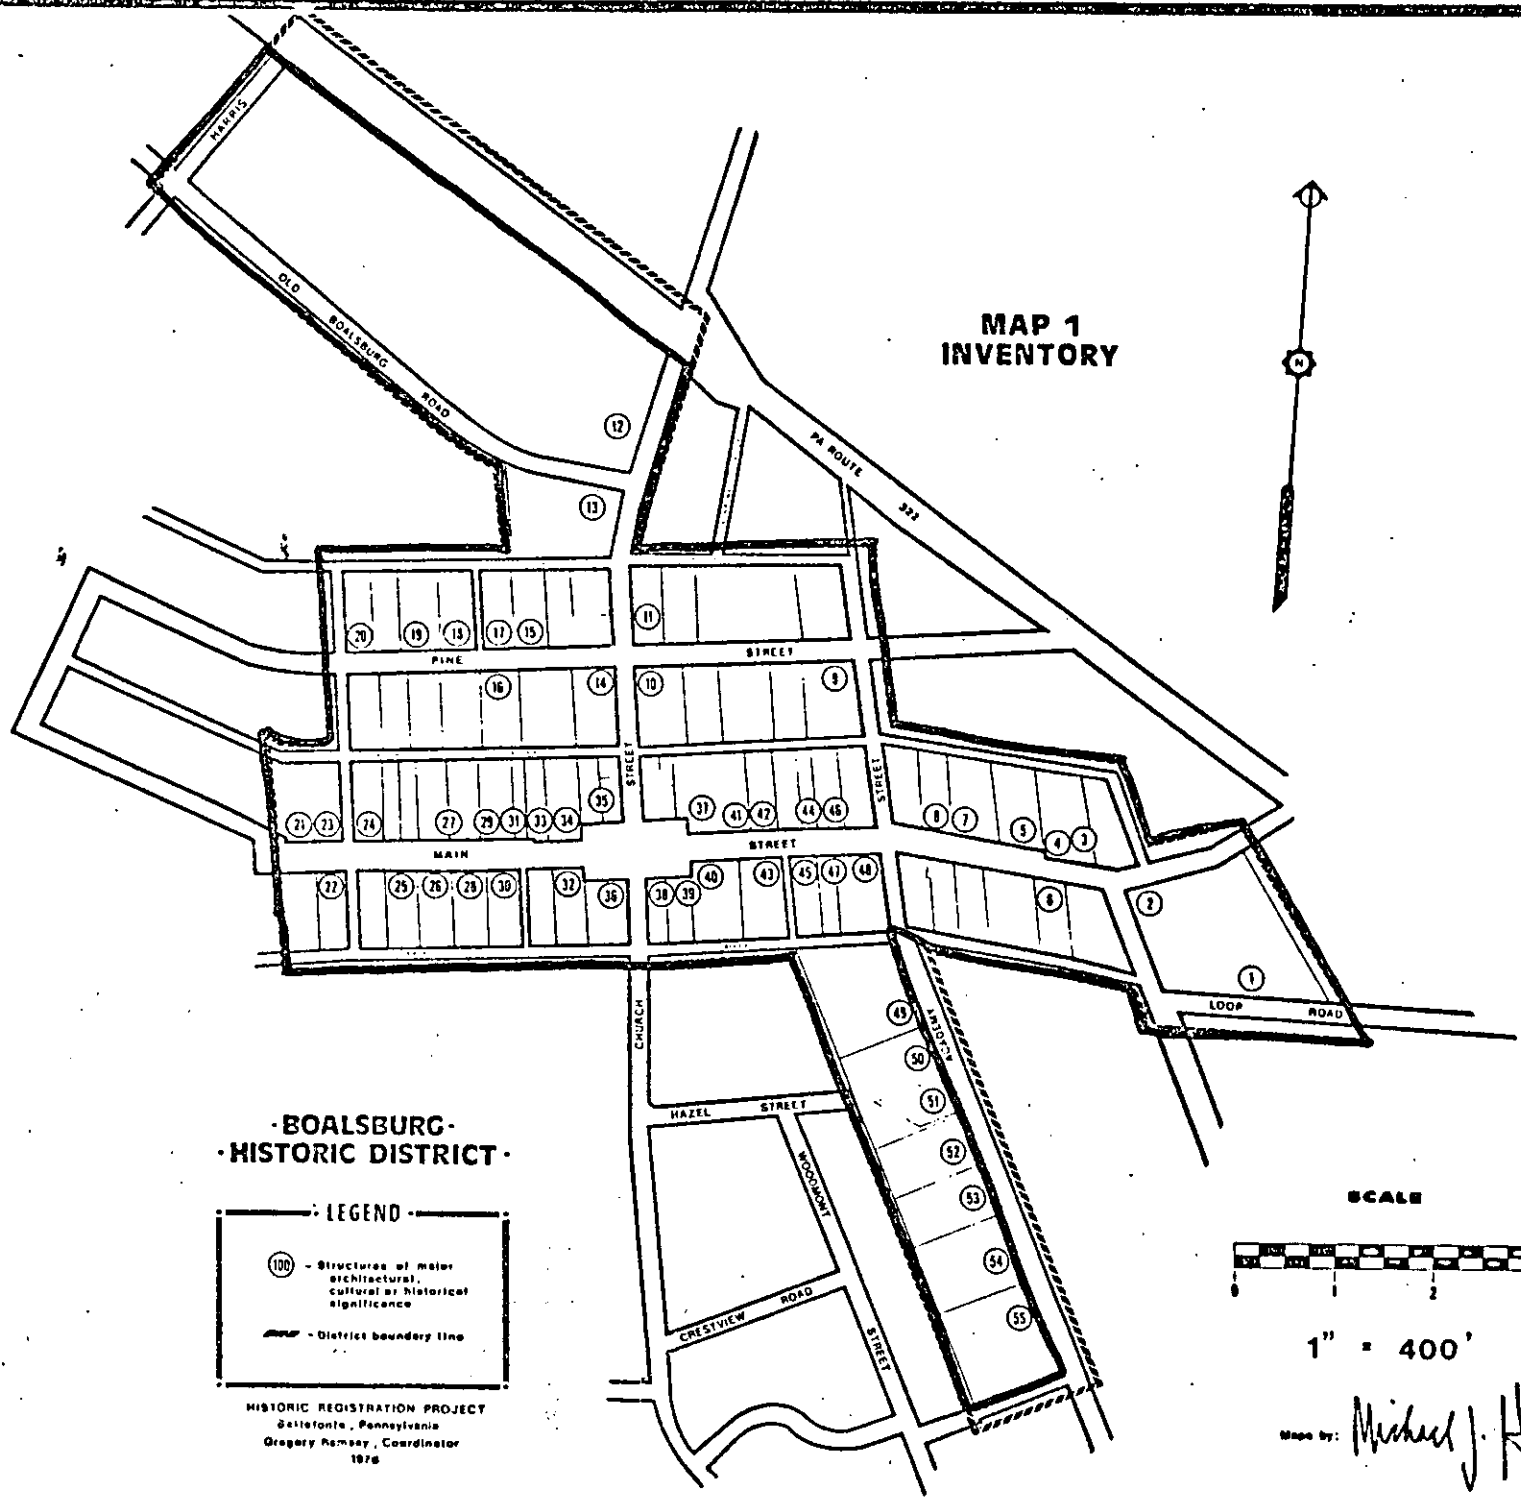 MAP 1
INVENTORY
HARRIS
OLD BOALSBURG ROAD
PA ROUTE 322
N
12
13
11
20 19 18 17 15
PINE STREET
16 14 10 9
STREET
STREET
35
21 23 24 27 29 31 33 34 37 41 42 44 46 8 7 5 4 3
MAIN STREET
22 25 26 28 30 32 36 38 39 40 43 45 47 48 6 2
1
LOOP ROAD
CHURCH
ACADEMY
49
50
51
52
53
54
55
HAZEL STREET
WOODMONT STREET
CRESTVIEW ROAD
·BOALSBURG·
·HISTORIC DISTRICT·
·LEGEND·
100 - Structures of major
architectural,
cultural or historical
significance
- District boundary line
HISTORIC REGISTRATION PROJECT
Bellefonte, Pennsylvania
Gregory Ramsey, Coordinator
SCALE
0 1 2
1" = 400'
Maps by: Michael J. H